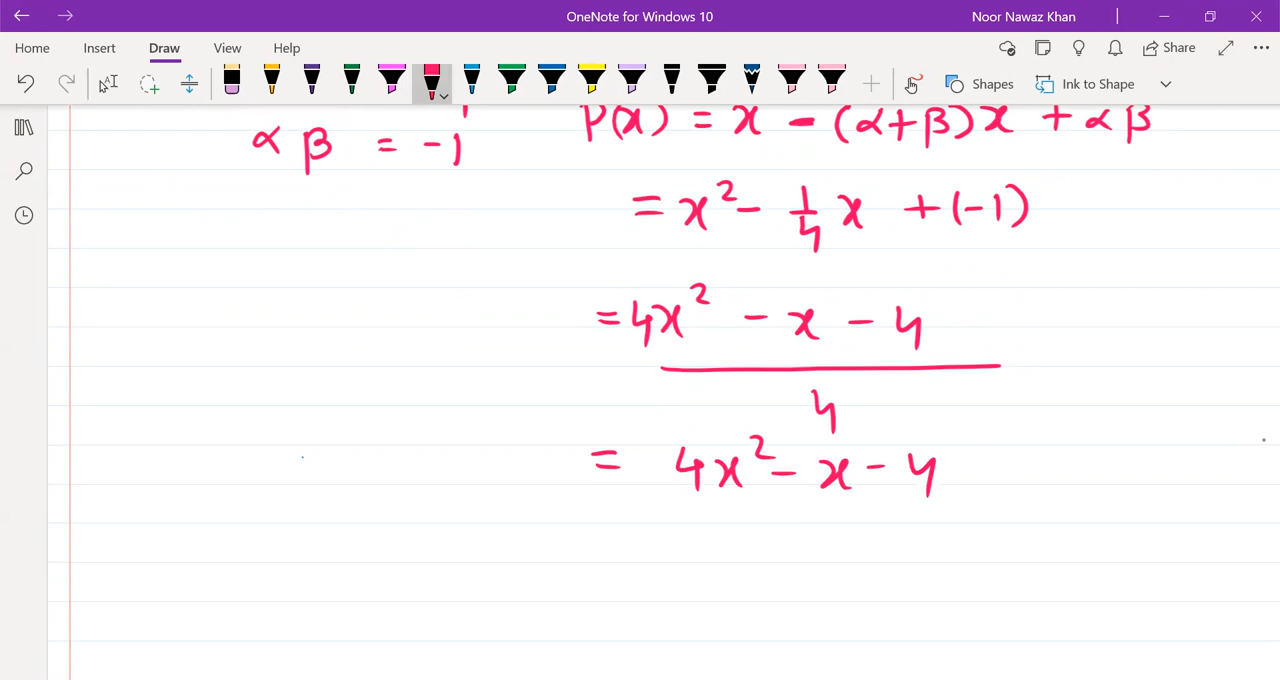 OneNote for Windows 10
Noor Nawaz Khan
Home Insert Draw View Help
Share
Shapes
Ink to Shape
α β = -1
P(x) = x - (α+β)x + αβ
= x² - 1/4 x + (-1)
= 4x² - x - 4
4
= 4x² - x - 4